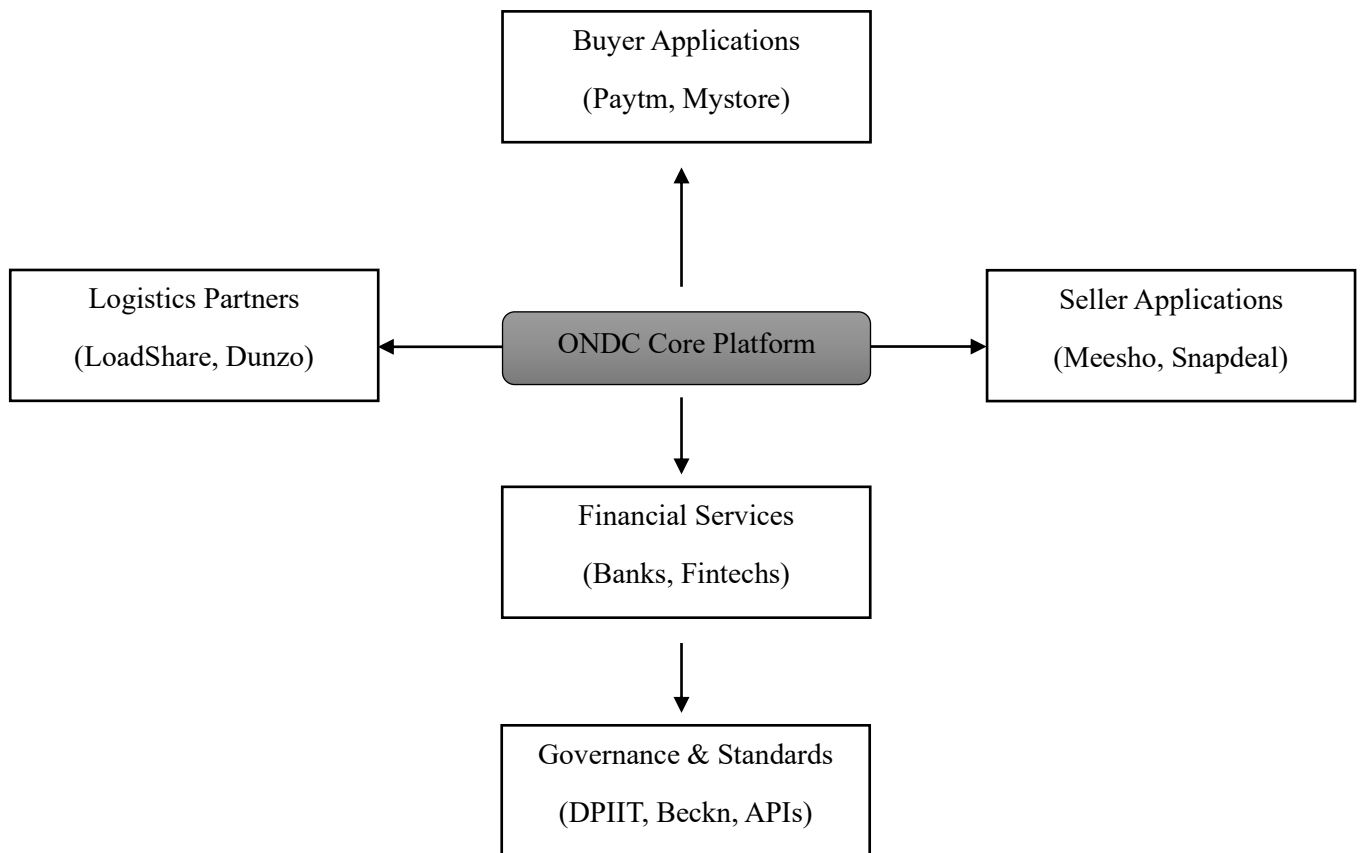 Buyer Applications
(Paytm, Mystore)
Logistics Partners
(LoadShare, Dunzo)
ONDC Core Platform
Seller Applications
(Meesho, Snapdeal)
Financial Services
(Banks, Fintechs)
Governance & Standards
(DPIIT, Beckn, APIs)